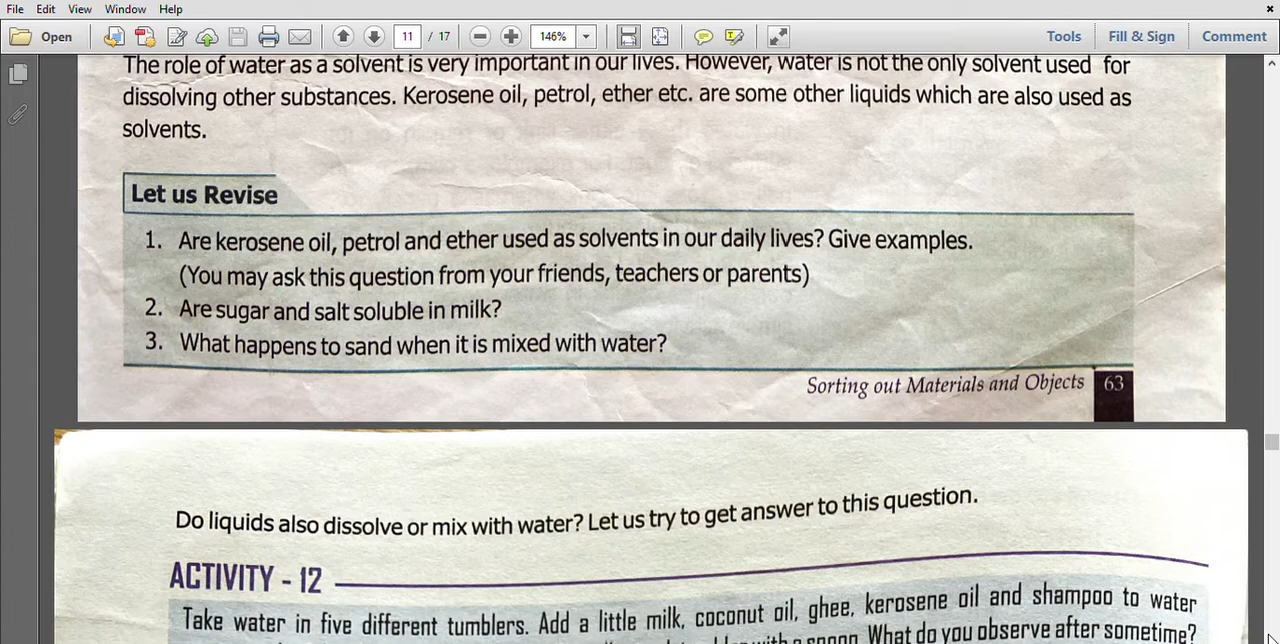 File Edit View Window Help
Open 11 / 17 146% Tools Fill & Sign Comment
The role of water as a solvent is very important in our lives. However, water is not the only solvent used for
dissolving other substances. Kerosene oil, petrol, ether etc. are some other liquids which are also used as
solvents.
Let us Revise
1. Are kerosene oil, petrol and ether used as solvents in our daily lives? Give examples.
(You may ask this question from your friends, teachers or parents)
2. Are sugar and salt soluble in milk?
3. What happens to sand when it is mixed with water?
Sorting out Materials and Objects 63
Do liquids also dissolve or mix with water? Let us try to get answer to this question.
ACTIVITY - 12
Take water in five different tumblers. Add a little milk, coconut oil, ghee, kerosene oil and shampoo to water
with a spoon. What do you observe after sometime?